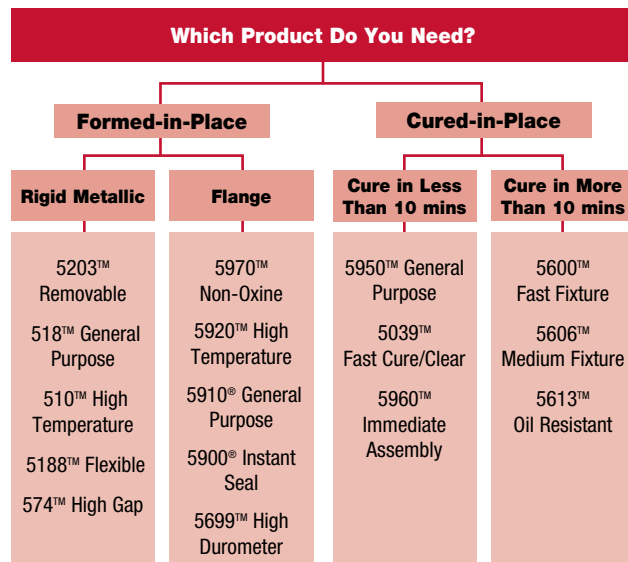 Which Product Do You Need?
Formed-in-Place
Cured-in-Place
Rigid Metallic
Flange
Cure in Less
Than 10 mins
Cure in More
Than 10 mins
5203™
Removable
518™ General
Purpose
510™ High
Temperature
5188™ Flexible
574™ High Gap
5970™
Non-Oxine
5920™ High
Temperature
5910® General
Purpose
5900® Instant
Seal
5699™ High
Durometer
5950™ General
Purpose
5039™
Fast Cure/Clear
5960™
Immediate
Assembly
5600™
Fast Fixture
5606™
Medium Fixture
5613™
Oil Resistant